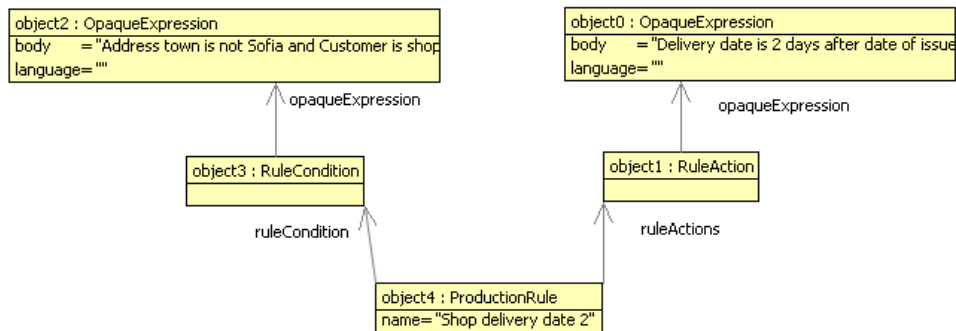 object2 : OpaqueExpression
body = "Address town is not Sofia and Customer is shop
language= ""
object0 : OpaqueExpression
body = "Delivery date is 2 days after date of issue
language= ""
opaqueExpression
opaqueExpression
object3 : RuleCondition
object1 : RuleAction
ruleCondition
ruleActions
object4 : ProductionRule
name= "Shop delivery date 2"